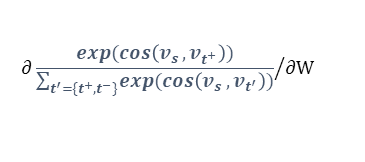 ∂ exp(cos(v_s, v_{t^+})) / ∑_{t'={t^+,t^-}} exp(cos(v_s, v_{t'})) /∂W